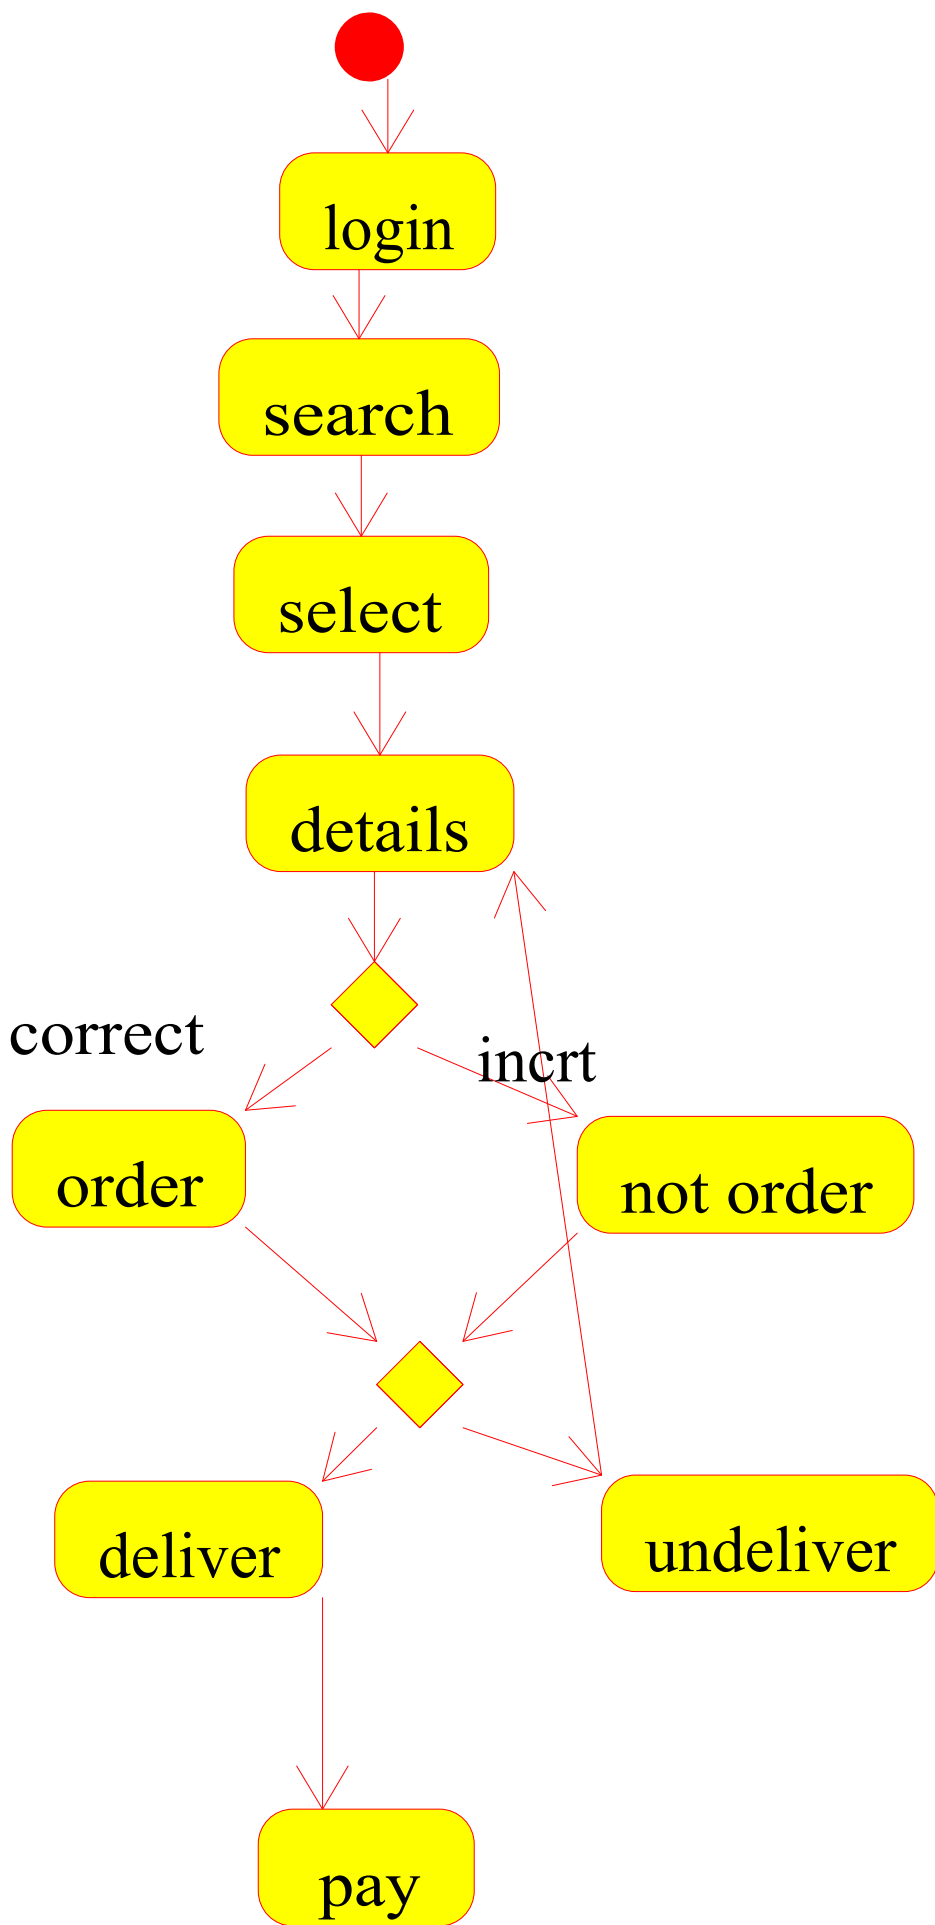 login
search
select
details
correct
incrt
order
not order
deliver
undeliver
pay